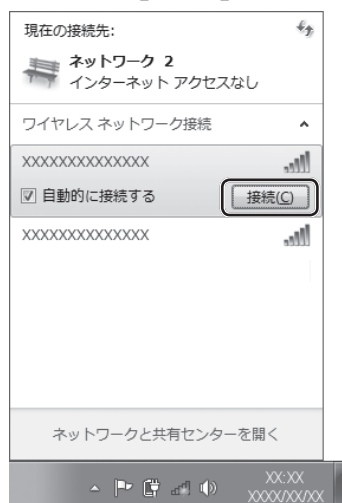 現在の接続先:
ネットワーク 2
インターネット アクセスなし
ワイヤレス ネットワーク接続
XXXXXXXXXXXXXX
自動的に接続する
接続(C)
XXXXXXXXXXXXXX
ネットワークと共有センターを開く
XX:XX
XXXX/XX/XX